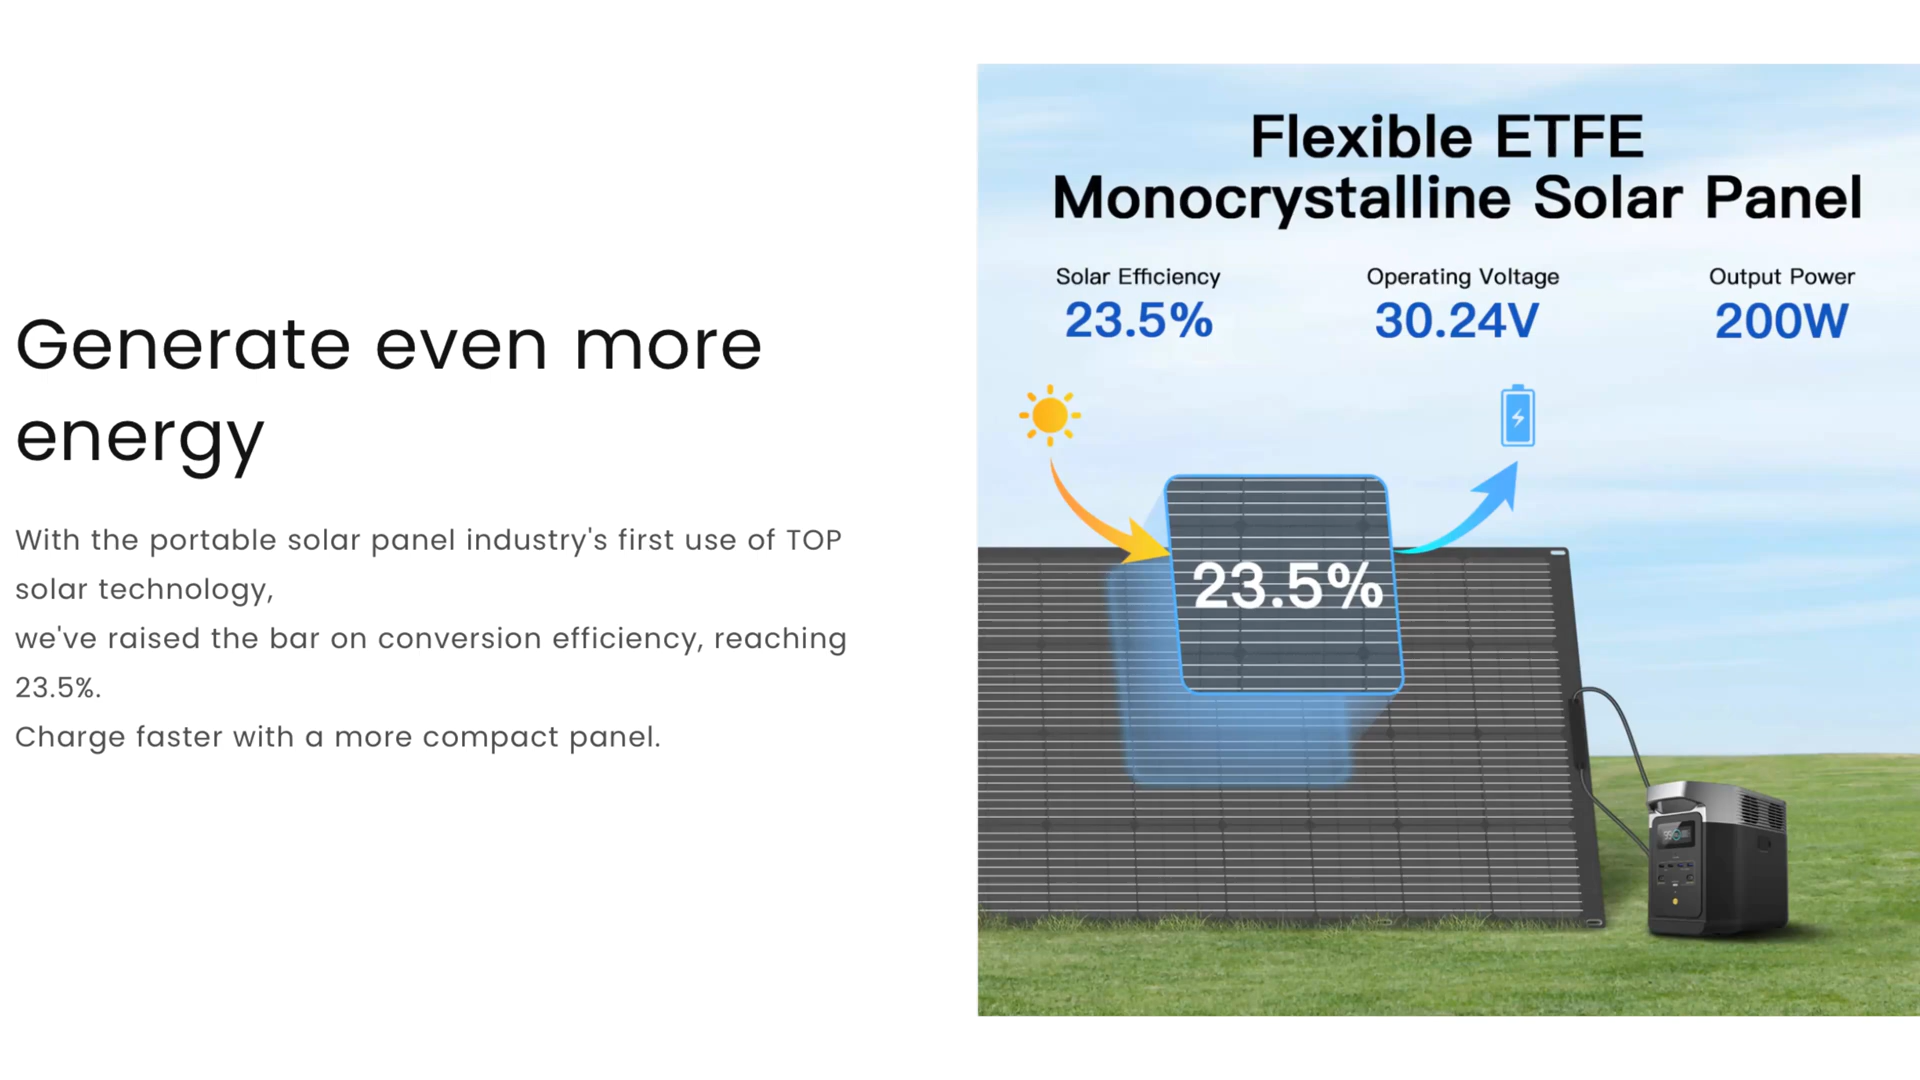 Generate even more
energy
With the portable solar panel industry's first use of TOP
solar technology,
we've raised the bar on conversion efficiency, reaching
23.5%.
Charge faster with a more compact panel.
Flexible ETFE
Monocrystalline Solar Panel
Solar Efficiency
23.5%
Operating Voltage
30.24V
Output Power
200W
23.5%